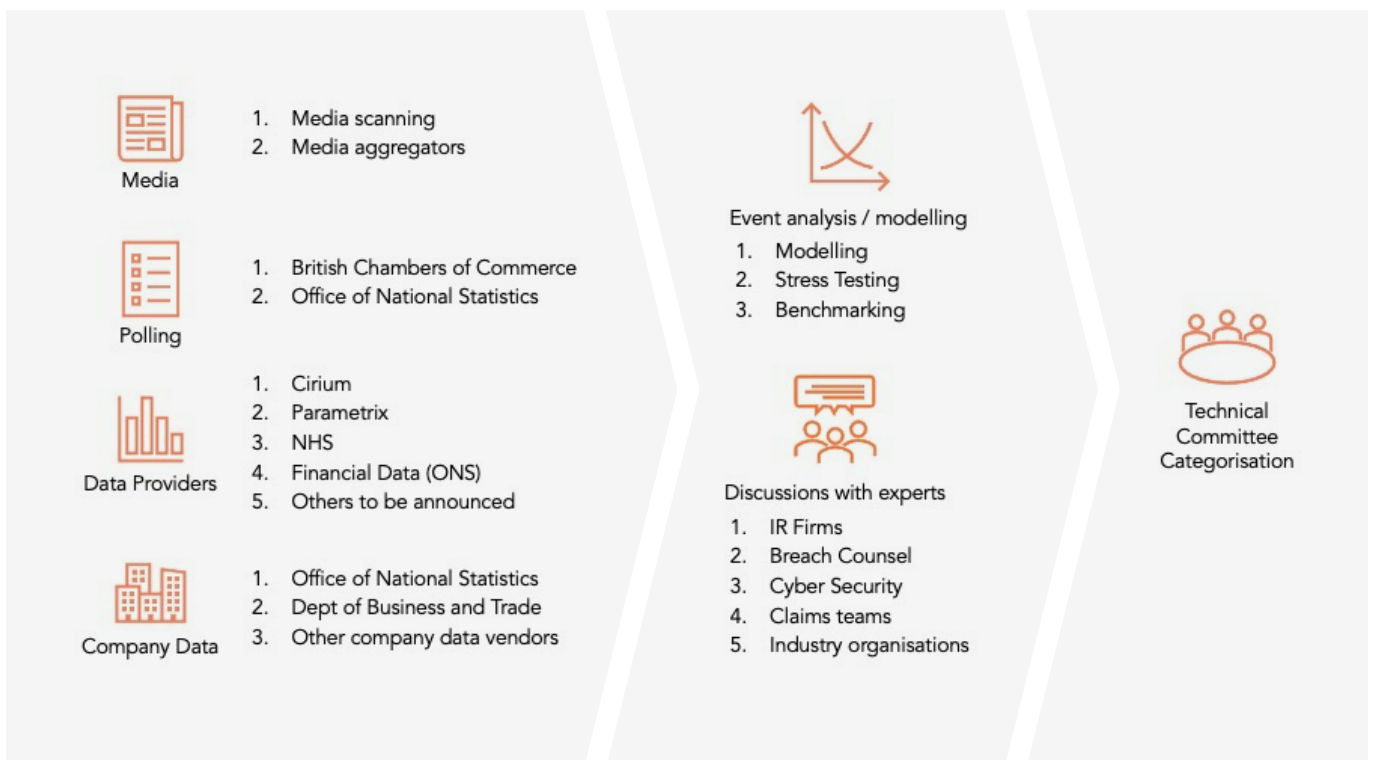 Media
1. Media scanning
2. Media aggregators
Polling
1. British Chambers of Commerce
2. Office of National Statistics
Data Providers
1. Cirium
2. Parametrix
3. NHS
4. Financial Data (ONS)
5. Others to be announced
Company Data
1. Office of National Statistics
2. Dept of Business and Trade
3. Other company data vendors
Event analysis / modelling
1. Modelling
2. Stress Testing
3. Benchmarking
Discussions with experts
1. IR Firms
2. Breach Counsel
3. Cyber Security
4. Claims teams
5. Industry organisations
Technical
Committee
Categorisation